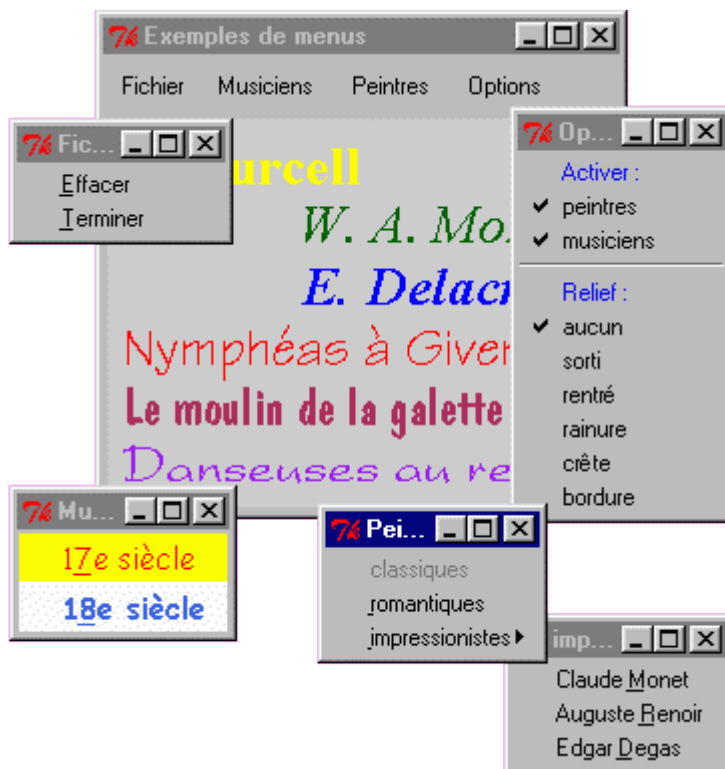 Exemples de menus
Fichier Musiciens Peintres Options
Fic...
Effacer
Terminer
Op...
Activer :
peintres
musiciens
Relief :
aucun
sorti
rentré
rainure
crête
bordure
urcell
W. A. Mo
E. Delacr
Nymphéas à Giver
Le moulin de la galette
Danseuses au re
Mu...
17e siècle
18e siècle
Pei...
classiques
romantiques
impressionistes
imp...
Claude Monet
Auguste Renoir
Edgar Degas